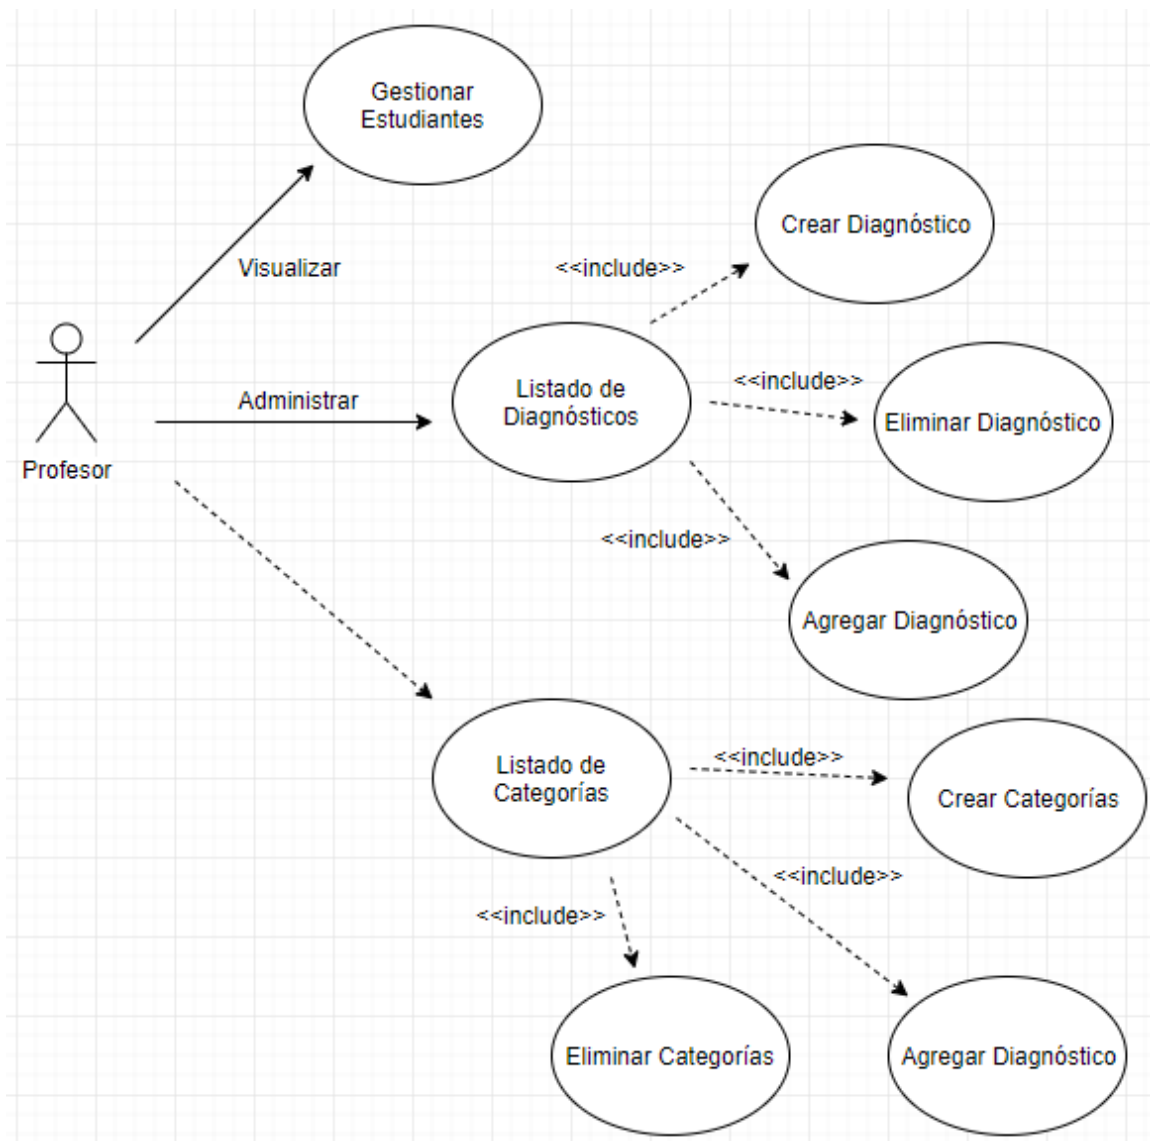 Gestionar
Estudiantes
Crear Diagnóstico
Visualizar
<<include>>
Listado de
Diagnósticos
<<include>>
Administrar
Eliminar Diagnóstico
Profesor
<<include>>
Agregar Diagnóstico
Listado de
Categorías
<<include>>
Crear Categorías
<<include>>
<<include>>
Eliminar Categorías
Agregar Diagnóstico